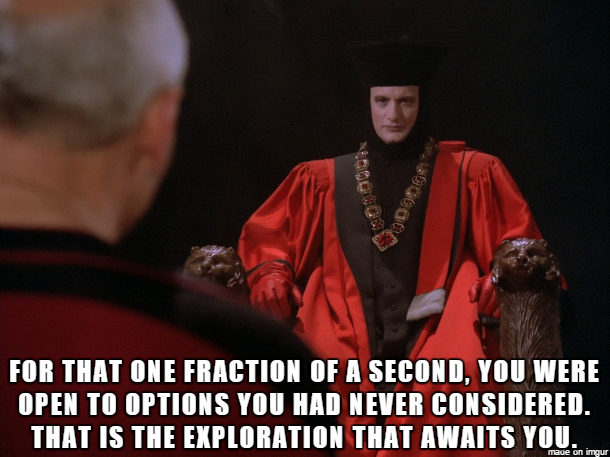 FOR THAT ONE FRACTION OF A SECOND, YOU WERE
OPEN TO OPTIONS YOU HAD NEVER CONSIDERED.
THAT IS THE EXPLORATION THAT AWAITS YOU.
made on imgur